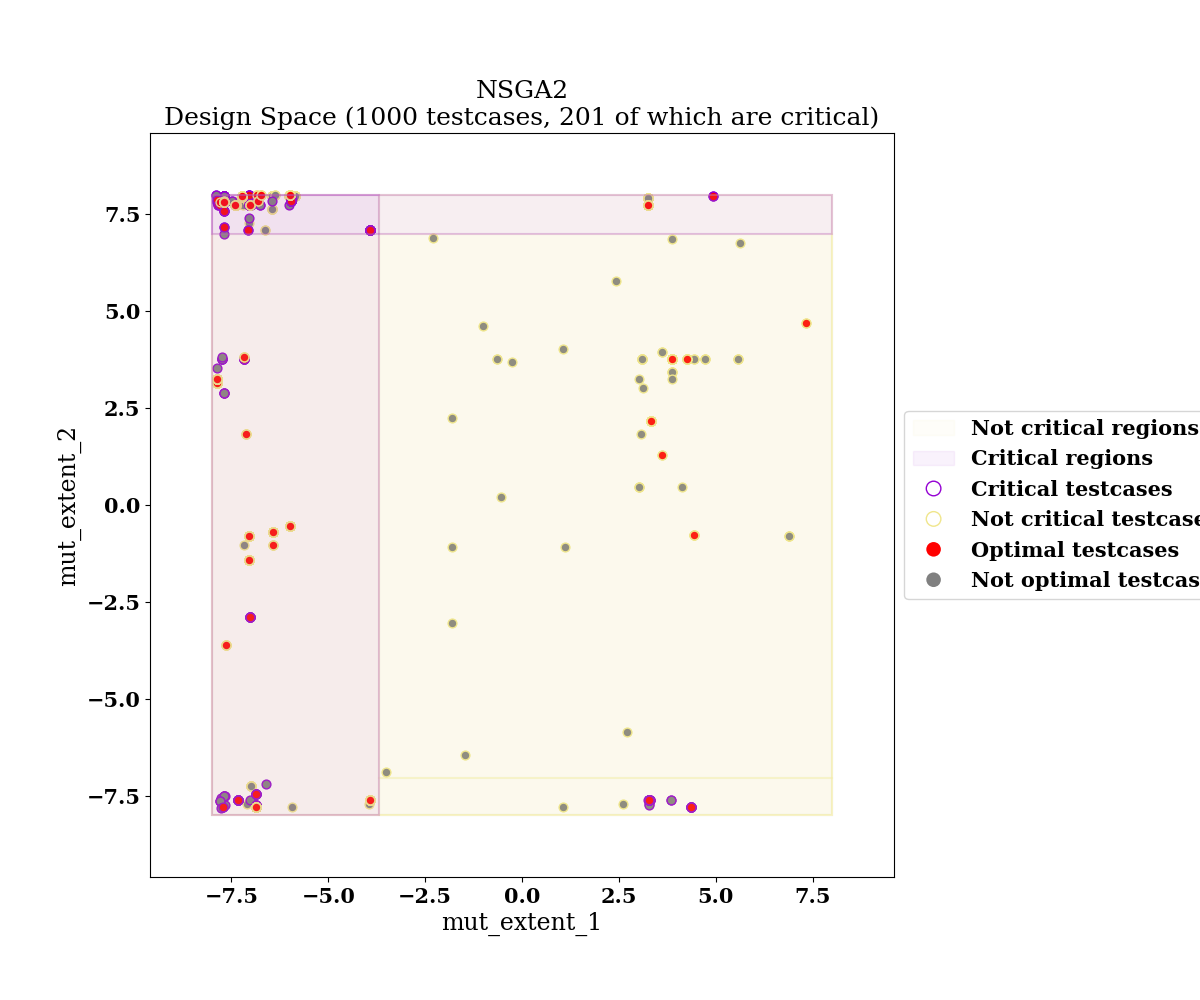 NSGA2
Design Space (1000 testcases, 201 of which are critical)
7.5
5.0
2.5
0.0
−2.5
−5.0
−7.5
mut_extent_2
−7.5 −5.0 −2.5 0.0 2.5 5.0 7.5
mut_extent_1
Not critical regions
Critical regions
Critical testcases
Not critical testcase
Optimal testcases
Not optimal testcas